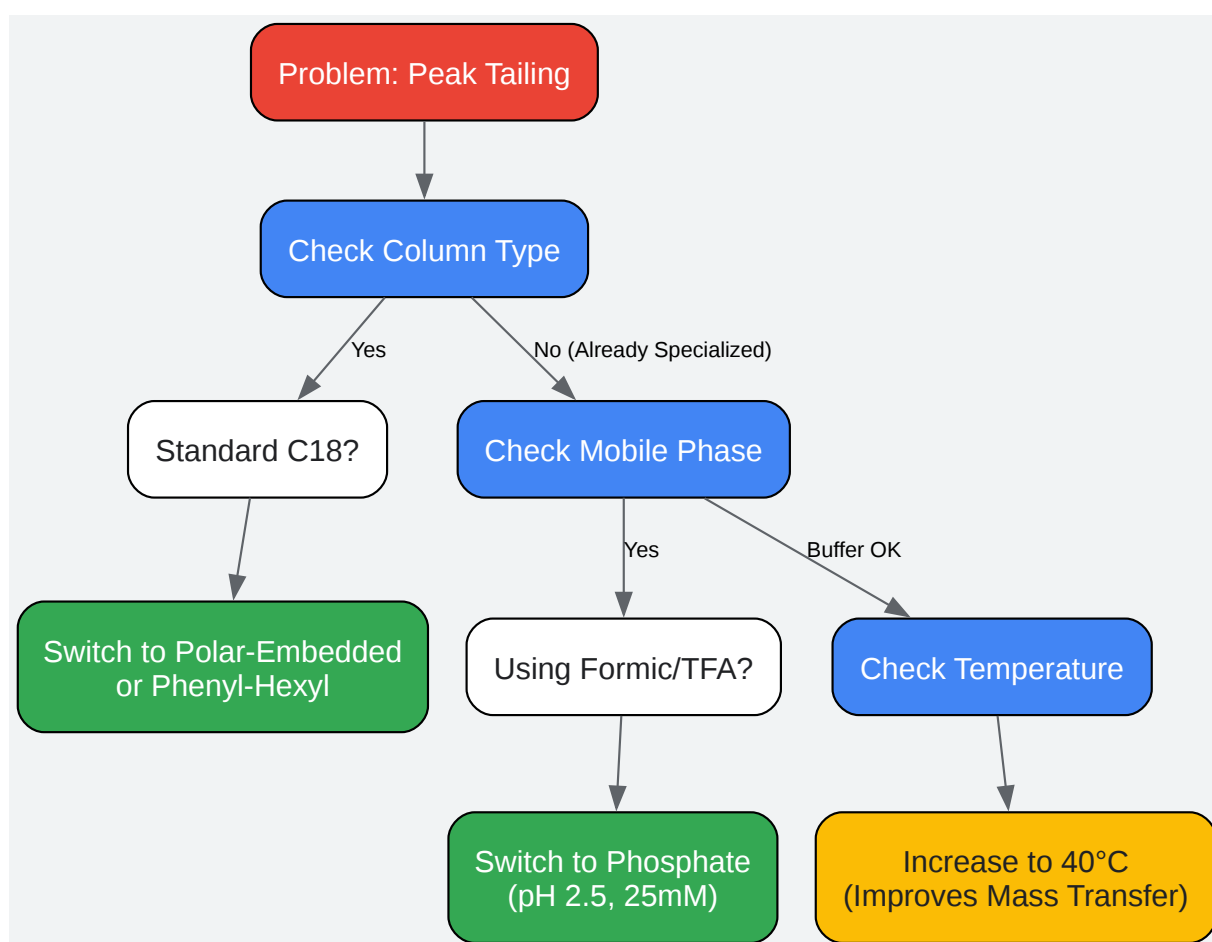 Problem: Peak Tailing
Check Column Type
Yes
No (Already Specialized)
Standard C18?
Check Mobile Phase
Yes
Buffer OK
Switch to Polar-Embedded
or Phenyl-Hexyl
Using Formic/TFA?
Check Temperature
Switch to Phosphate
(pH 2.5, 25mM)
Increase to 40°C
(Improves Mass Transfer)